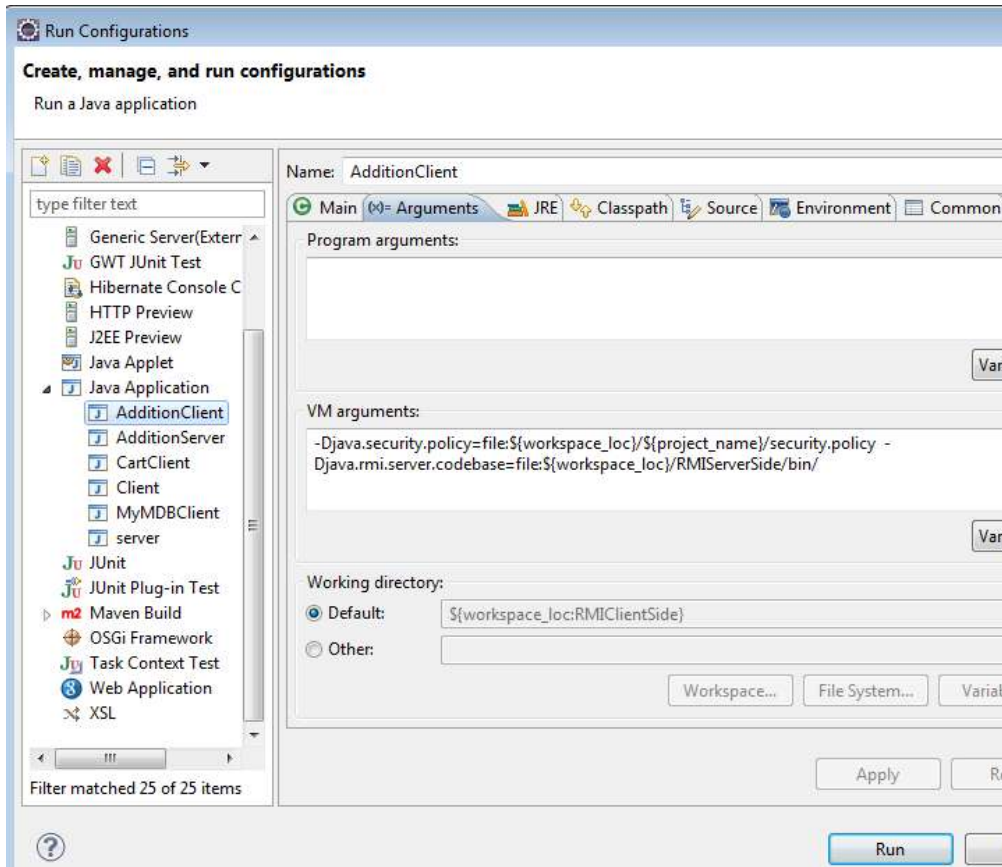 Run Configurations
Create, manage, and run configurations
Run a Java application
type filter text
Generic Server(Extern
GWT JUnit Test
Hibernate Console C
HTTP Preview
J2EE Preview
Java Applet
Java Application
AdditionClient
AdditionServer
CartClient
Client
MyMDBClient
server
JUnit
JUnit Plug-in Test
m2 Maven Build
OSGi Framework
Task Context Test
Web Application
XSL
Filter matched 25 of 25 items
Name: AdditionClient
Main (x)= Arguments JRE Classpath Source Environment Common
Program arguments:
Var
VM arguments:
-Djava.security.policy=file:${workspace_loc}/${project_name}/security.policy -
Djava.rmi.server.codebase=file:${workspace_loc}/RMIServerSide/bin/
Var
Working directory:
Default: ${workspace_loc:RMIClientSide}
Other:
Workspace... File System... Variab
Apply Re
Run